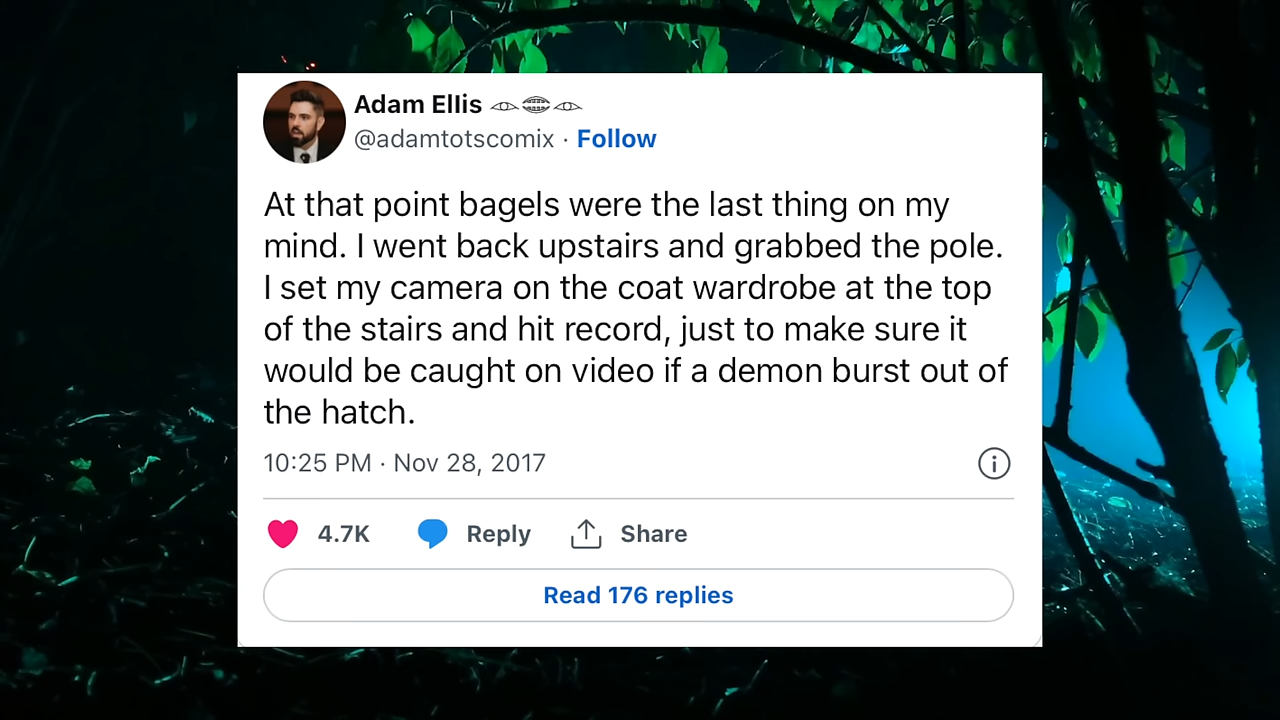 Adam Ellis
@adamtotscomix · Follow
At that point bagels were the last thing on my
mind. I went back upstairs and grabbed the pole.
I set my camera on the coat wardrobe at the top
of the stairs and hit record, just to make sure it
would be caught on video if a demon burst out of
the hatch.
10:25 PM · Nov 28, 2017
4.7K Reply Share
Read 176 replies